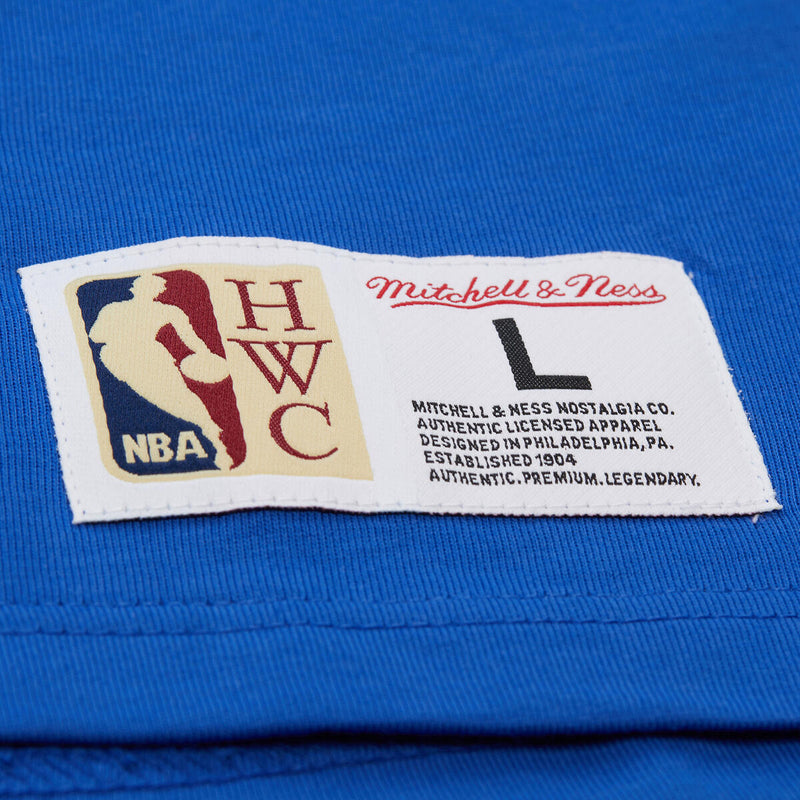 NBA
H
W
C
Mitchell & Ness
L
MITCHELL & NESS NOSTALGIA CO.
AUTHENTIC LICENSED APPAREL
DESIGNED IN PHILADELPHIA, PA.
ESTABLISHED 1904
AUTHENTIC. PREMIUM. LEGENDARY.